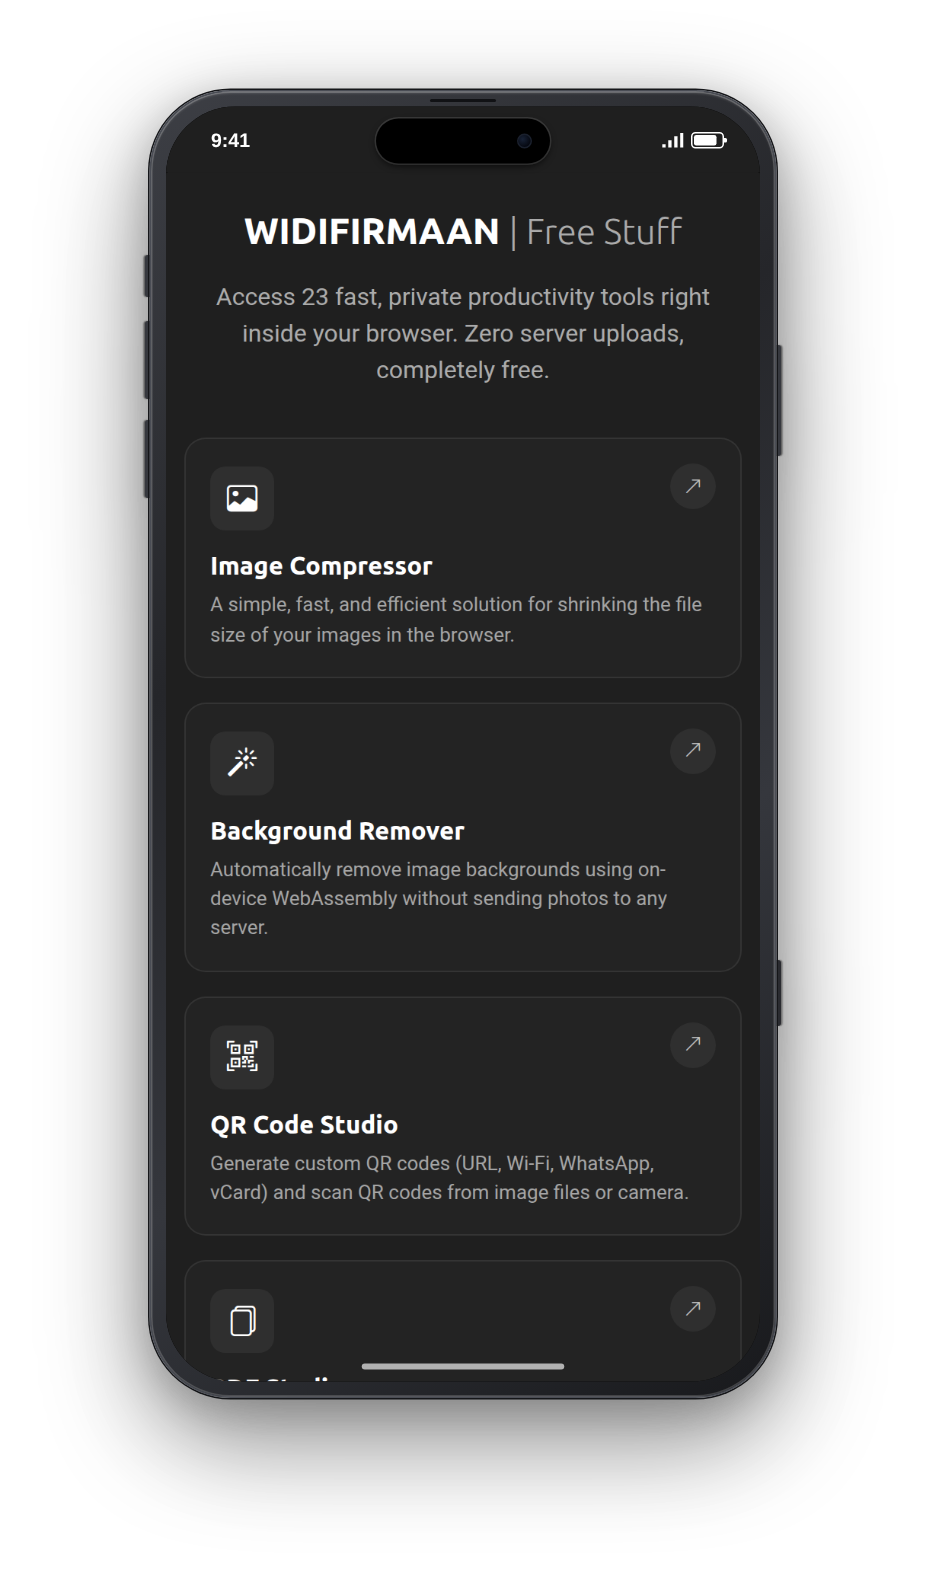 9:41
WIDIFIRMAAN | Free Stuff
Access 23 fast, private productivity tools right
inside your browser. Zero server uploads,
completely free.
Image Compressor
A simple, fast, and efficient solution for shrinking the file
size of your images in the browser.
Background Remover
Automatically remove image backgrounds using on-
device WebAssembly without sending photos to any
server.
QR Code Studio
Generate custom QR codes (URL, Wi-Fi, WhatsApp,
vCard) and scan QR codes from image files or camera.